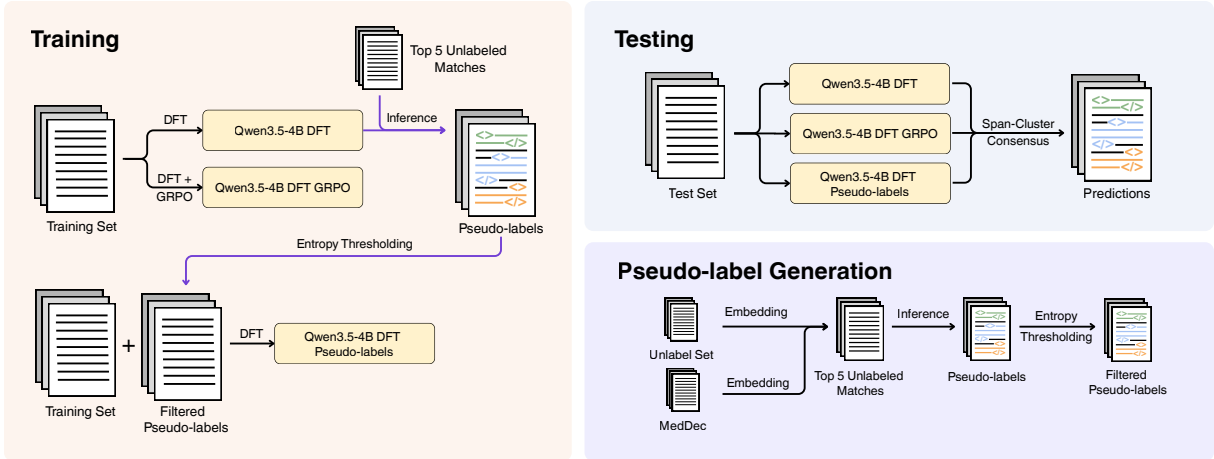 Training
Top 5 Unlabeled
Matches
DFT
Qwen3.5-4B DFT
Inference
DFT +
GRPO
Qwen3.5-4B DFT GRPO
Training Set
Pseudo-labels
Entropy Thresholding
+
DFT
Qwen3.5-4B DFT
Pseudo-labels
Training Set
Filtered
Pseudo-labels
Testing
Qwen3.5-4B DFT
Qwen3.5-4B DFT GRPO
Qwen3.5-4B DFT
Pseudo-labels
Span-Cluster
Consensus
Test Set
<> </> <> </> <> </>
Predictions
Pseudo-label Generation
Embedding
Unlabel Set
Embedding
MedDec
Top 5 Unlabeled
Matches
Inference
Pseudo-labels
Entropy
Thresholding
Filtered
Pseudo-labels